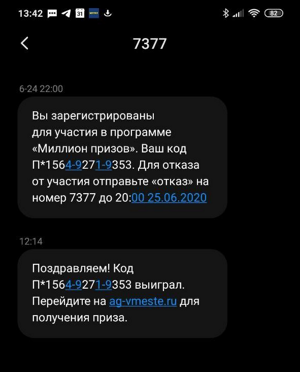 13:42
82
7377
6-24 22:00
Вы зарегистрированы
для участия в программе
«Миллион призов». Ваш код
П*1564-9271-9353. Для отказа
от участия отправьте «отказ» на
номер 7377 до 20:00 25.06.2020
12:14
Поздравляем! Код
П*1564-9271-9353 выиграл.
Перейдите на ag-vmeste.ru для
получения приза.